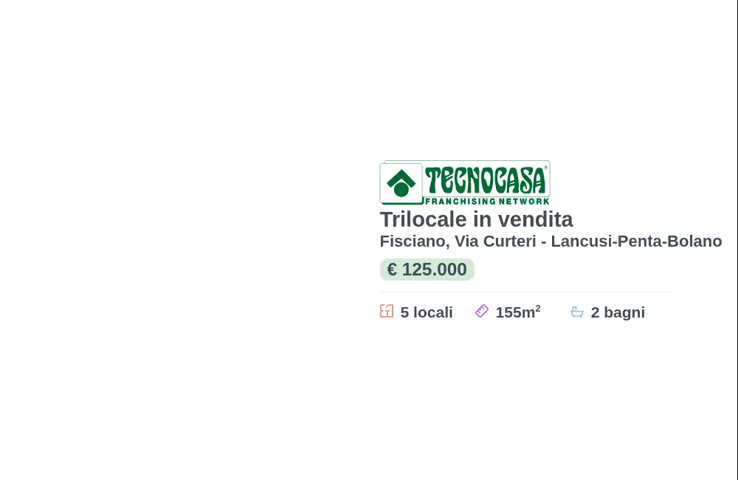 TECNOCASA
FRANCHISING NETWORK
Trilocale in vendita
Fisciano, Via Curteri - Lancusi-Penta-Bolano
€ 125.000
5 locali 155m² 2 bagni